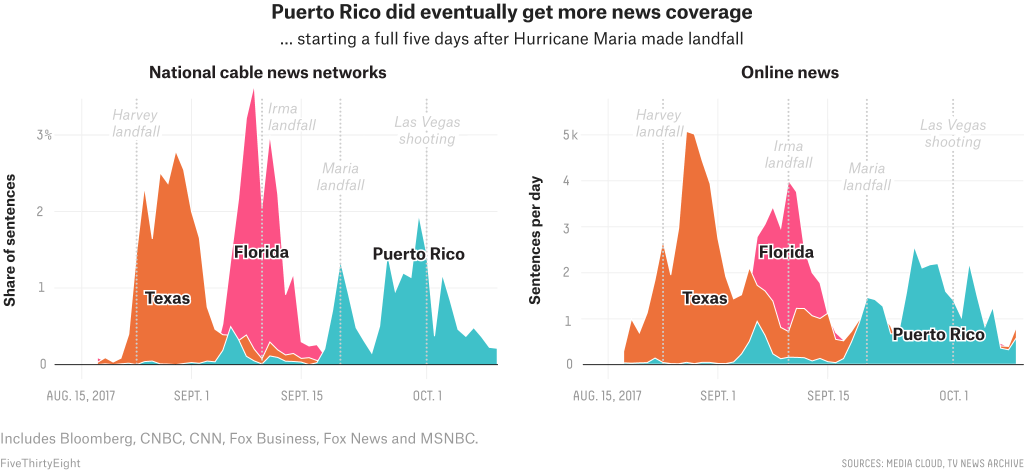 Puerto Rico did eventually get more news coverage
... starting a full five days after Hurricane Maria made landfall
National cable news networks
Share of sentences
3%
2
1
0
Harvey
landfall
Irma
landfall
Maria
landfall
Las Vegas
shooting
Texas
Florida
Puerto Rico
AUG. 15, 2017
SEPT. 1
SEPT. 15
OCT. 1
Online news
Sentences per day
5k
4
3
2
1
0
Harvey
landfall
Irma
landfall
Maria
landfall
Las Vegas
shooting
Texas
Florida
Puerto Rico
AUG. 15, 2017
SEPT. 1
SEPT. 15
OCT. 1
Includes Bloomberg, CNBC, CNN, Fox Business, Fox News and MSNBC.
FiveThirtyEight
SOURCES: MEDIA CLOUD, TV NEWS ARCHIVE